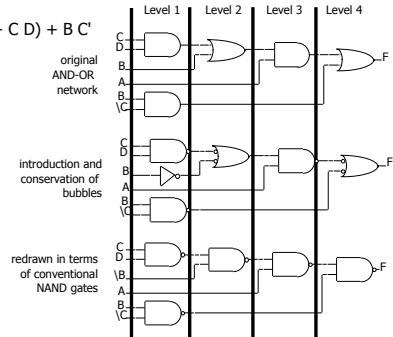 Level 1 Level 2 Level 3 Level 4
C D) + B C'
original
AND-OR
network
C
D
B
A
B
\C
F
introduction and
conservation of
bubbles
C
D
B
A
B
\C
F
redrawn in terms
of conventional
NAND gates
C
D
\B
A
B
\C
F